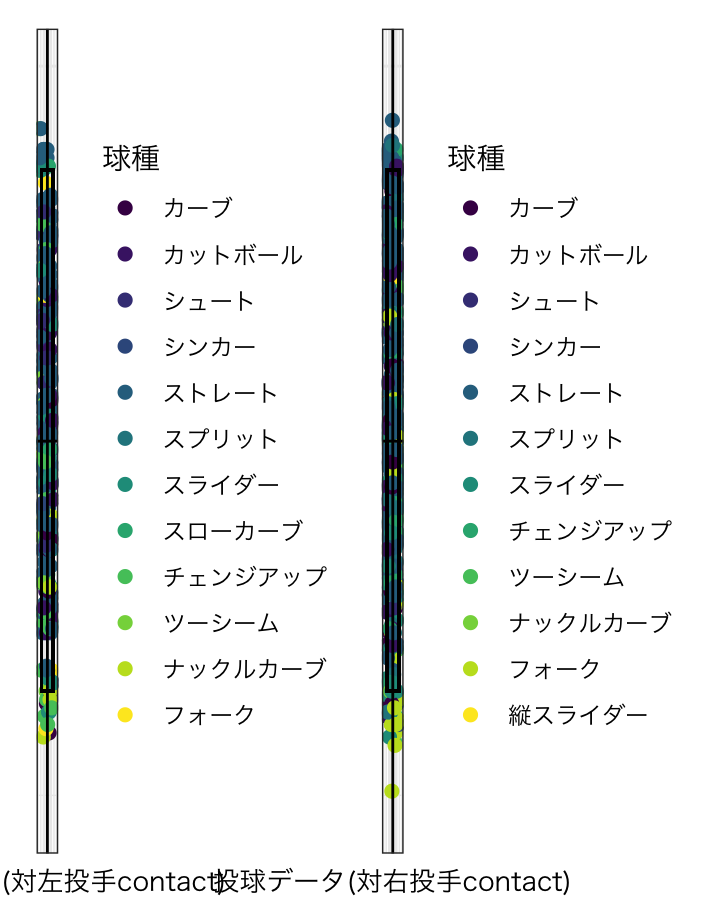 球種
カーブ
カットボール
シュート
シンカー
ストレート
スプリット
スライダー
スローカーブ
チェンジアップ
ツーシーム
ナックルカーブ
フォーク
球種
カーブ
カットボール
シュート
シンカー
ストレート
スプリット
スライダー
チェンジアップ
ツーシーム
ナックルカーブ
フォーク
縦スライダー
(対左投手contact)
投球データ(対右投手contact)